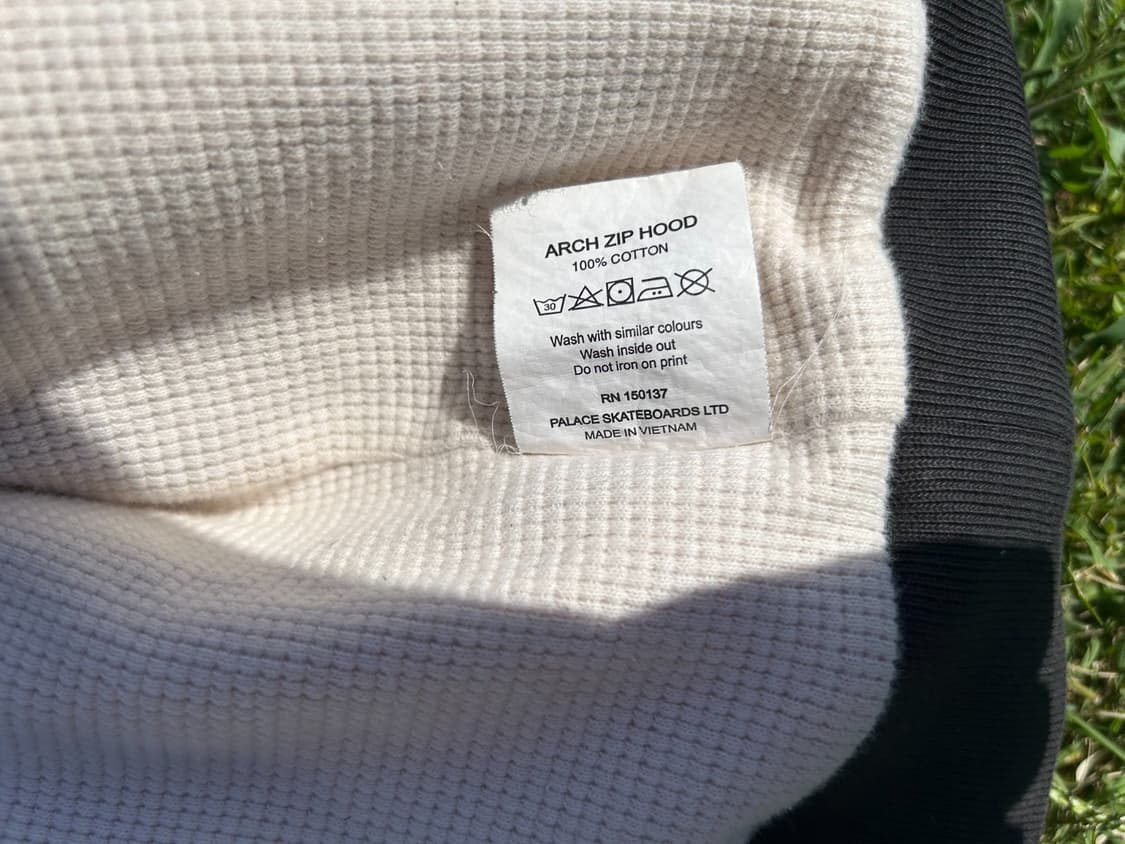 ARCH ZIP HOOD
100% COTTON
30
Wash with similar colours
Wash inside out
Do not iron on print
RN 150137
PALACE SKATEBOARDS LTD
MADE IN VIETNAM